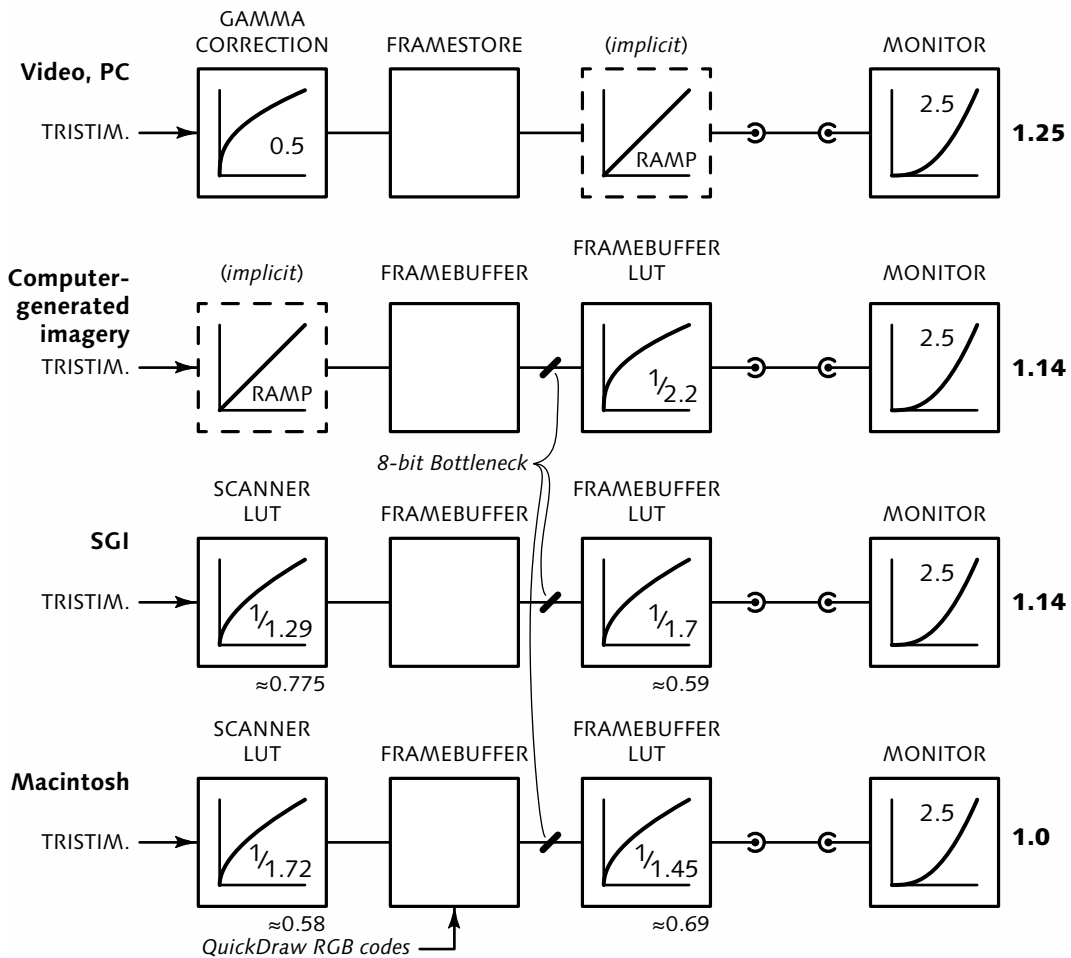 GAMMA
CORRECTION
FRAMESTORE
(implicit)
MONITOR
Video, PC
TRISTIM.
0.5
RAMP
2.5
1.25
Computer-
generated
imagery
(implicit)
FRAMEBUFFER
FRAMEBUFFER
LUT
MONITOR
TRISTIM.
RAMP
1/2.2
2.5
1.14
8-bit Bottleneck
SGI
SCANNER
LUT
FRAMEBUFFER
FRAMEBUFFER
LUT
MONITOR
TRISTIM.
1/1.29
1/1.7
2.5
1.14
≈0.775
≈0.59
Macintosh
SCANNER
LUT
FRAMEBUFFER
FRAMEBUFFER
LUT
MONITOR
TRISTIM.
1/1.72
1/1.45
2.5
1.0
≈0.58
≈0.69
QuickDraw RGB codes